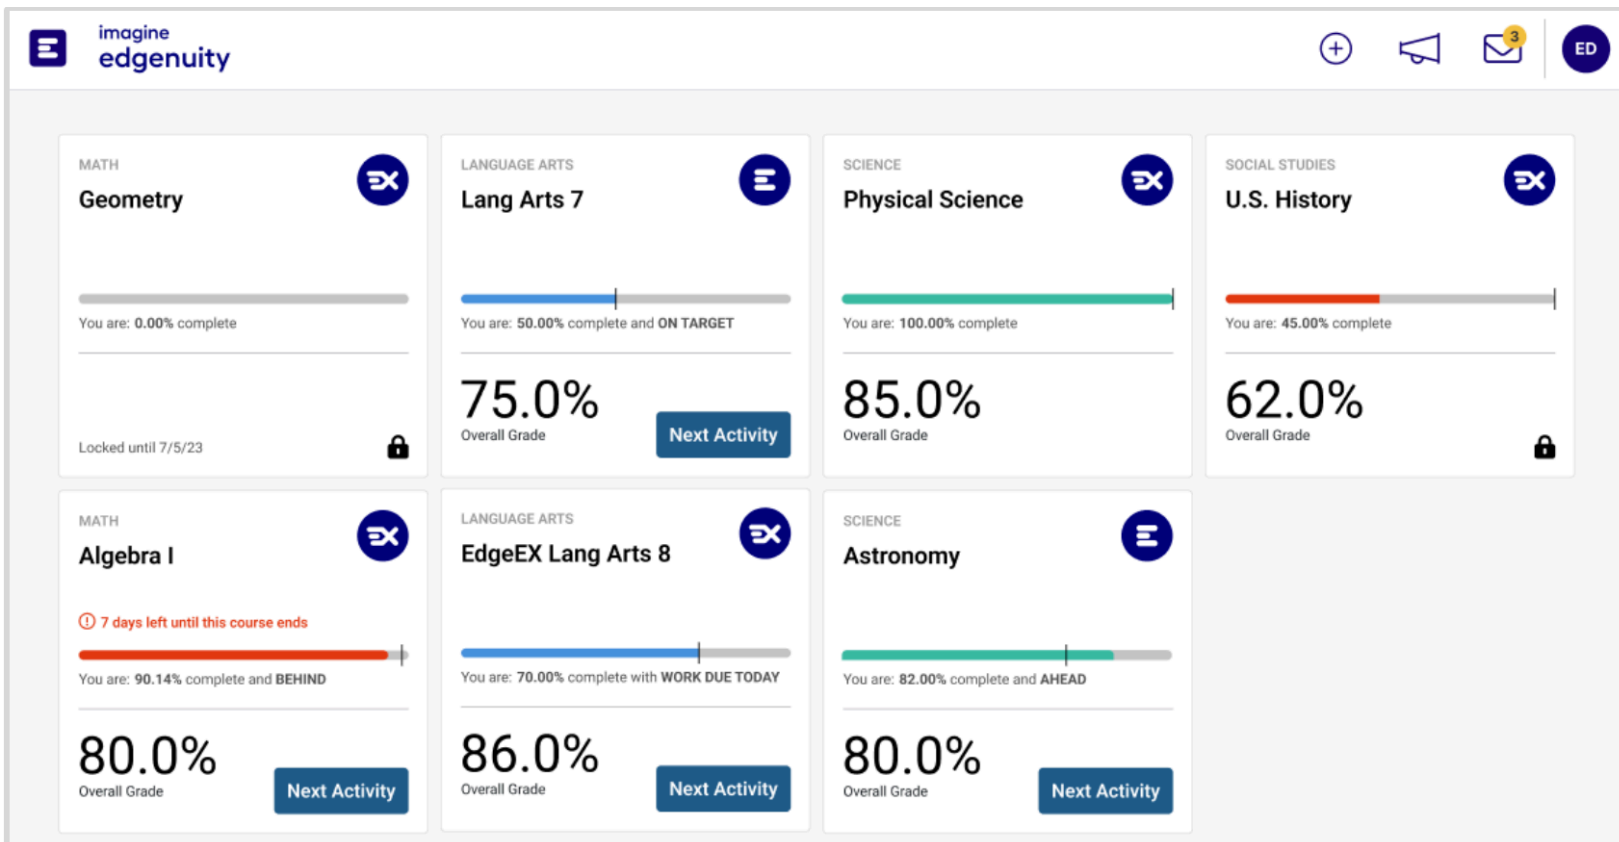 imagine
edgenuity
3
ED
MATH
Geometry
EX
You are: 0.00% complete
Locked until 7/5/23
LANGUAGE ARTS
Lang Arts 7
E
You are: 50.00% complete and ON TARGET
75.0%
Overall Grade
Next Activity
SCIENCE
Physical Science
EX
You are: 100.00% complete
85.0%
Overall Grade
SOCIAL STUDIES
U.S. History
EX
You are: 45.00% complete
62.0%
Overall Grade
MATH
Algebra I
EX
7 days left until this course ends
You are: 90.14% complete and BEHIND
80.0%
Overall Grade
Next Activity
LANGUAGE ARTS
EdgeEX Lang Arts 8
EX
You are: 70.00% complete with WORK DUE TODAY
86.0%
Overall Grade
Next Activity
SCIENCE
Astronomy
E
You are: 82.00% complete and AHEAD
80.0%
Overall Grade
Next Activity